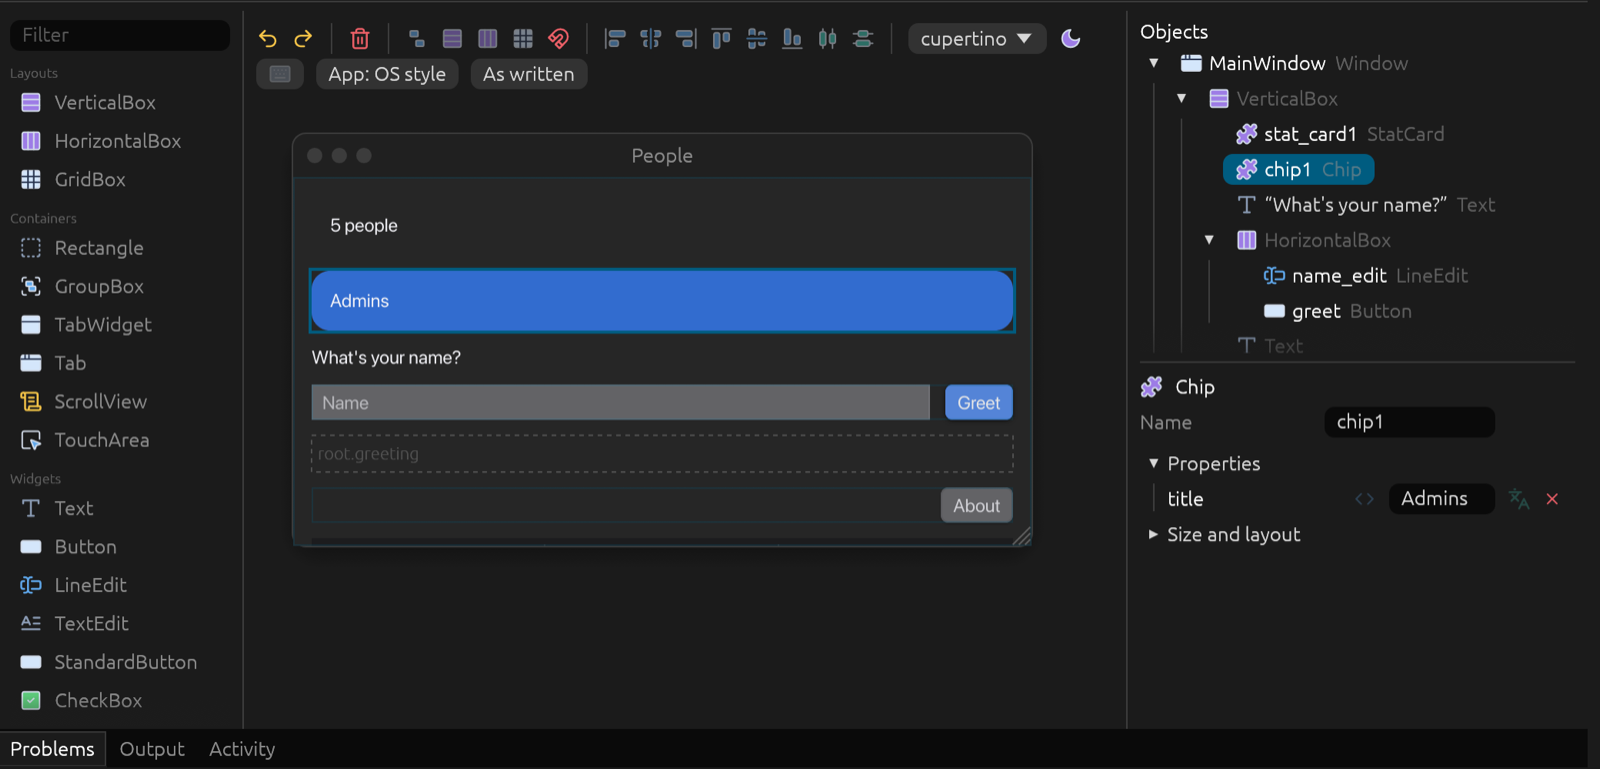 Filter
Layouts
VerticalBox
HorizontalBox
GridBox
Containers
Rectangle
GroupBox
TabWidget
Tab
ScrollView
TouchArea
Widgets
Text
Button
LineEdit
TextEdit
StandardButton
CheckBox
cupertino
App: OS style
As written
People
5 people
Admins
What's your name?
Name
Greet
root.greeting
About
Objects
MainWindow Window
VerticalBox
stat_card1 StatCard
chip1 Chip
“What's your name?” Text
HorizontalBox
name_edit LineEdit
greet Button
Text
Chip
Name chip1
Properties
title Admins
Size and layout
Problems Output Activity